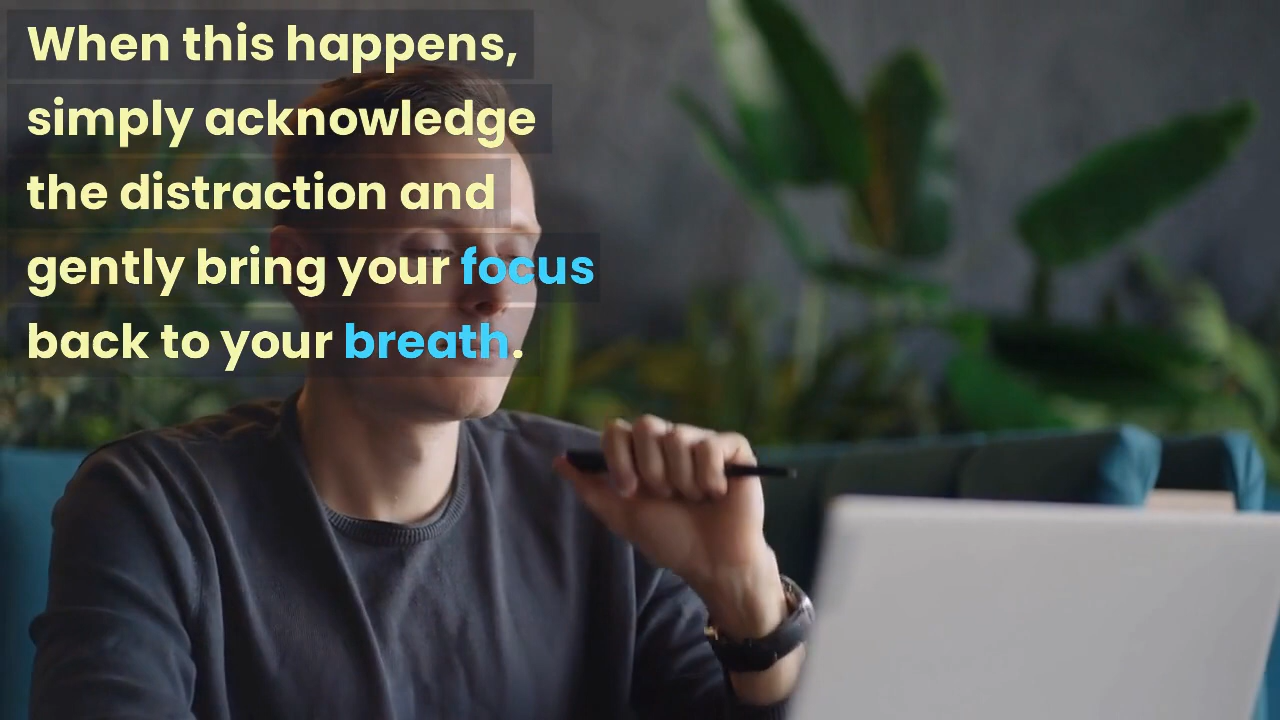 When this happens,
simply acknowledge
the distraction and
gently bring your focus
back to your breath.